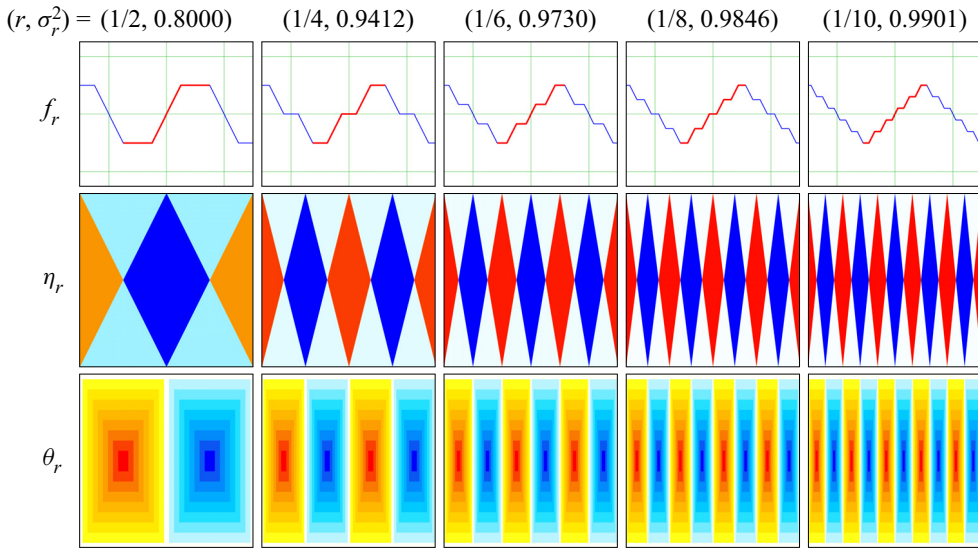 (r, σ_r^2) = (1/2, 0.8000) (1/4, 0.9412) (1/6, 0.9730) (1/8, 0.9846) (1/10, 0.9901)
f_r
η_r
θ_r